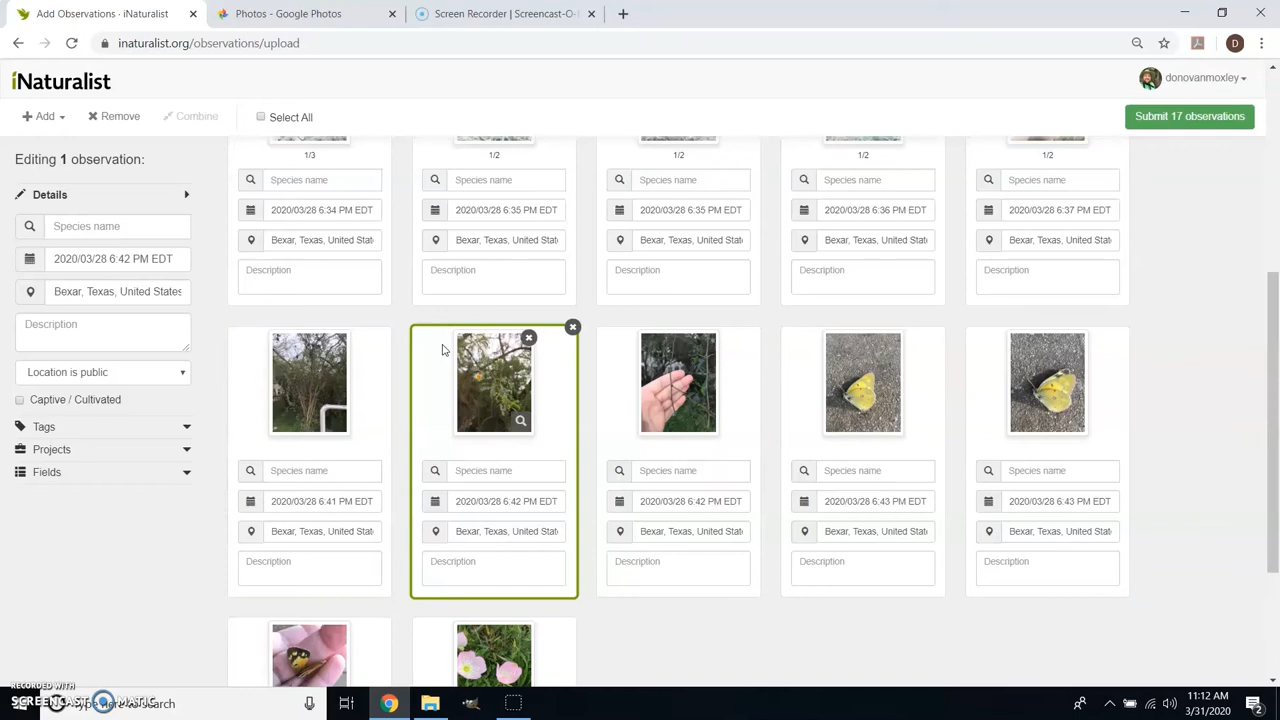 Add Observations · iNaturalist
Photos - Google Photos
Screen Recorder | Screencast-O-
inaturalist.org/observations/upload
D
iNaturalist
donovanmoxley
Add
Remove
Combine
Select All
Submit 17 observations
Editing 1 observation:
Details
Species name
2020/03/28 6:42 PM EDT
Bexar, Texas, United States
Description
Location is public
Captive / Cultivated
Tags
Projects
Fields
1/3
1/2
1/2
1/2
1/2
Species name
Species name
Species name
Species name
Species name
2020/03/28 6:34 PM EDT
2020/03/28 6:35 PM EDT
2020/03/28 6:35 PM EDT
2020/03/28 6:36 PM EDT
2020/03/28 6:37 PM EDT
Bexar, Texas, United Stat
Bexar, Texas, United Stat
Bexar, Texas, United Stat
Bexar, Texas, United Stat
Bexar, Texas, United Stat
Description
Description
Description
Description
Description
Species name
Species name
Species name
Species name
Species name
2020/03/28 6:41 PM EDT
2020/03/28 6:42 PM EDT
2020/03/28 6:42 PM EDT
2020/03/28 6:43 PM EDT
2020/03/28 6:43 PM EDT
Bexar, Texas, United Stat
Bexar, Texas, United Stat
Bexar, Texas, United Stat
Bexar, Texas, United Stat
Bexar, Texas, United Stat
Description
Description
Description
Description
Description
RECORDED WITH
SCREENCAST MATIC
here to search
11:12 AM
3/31/2020
2